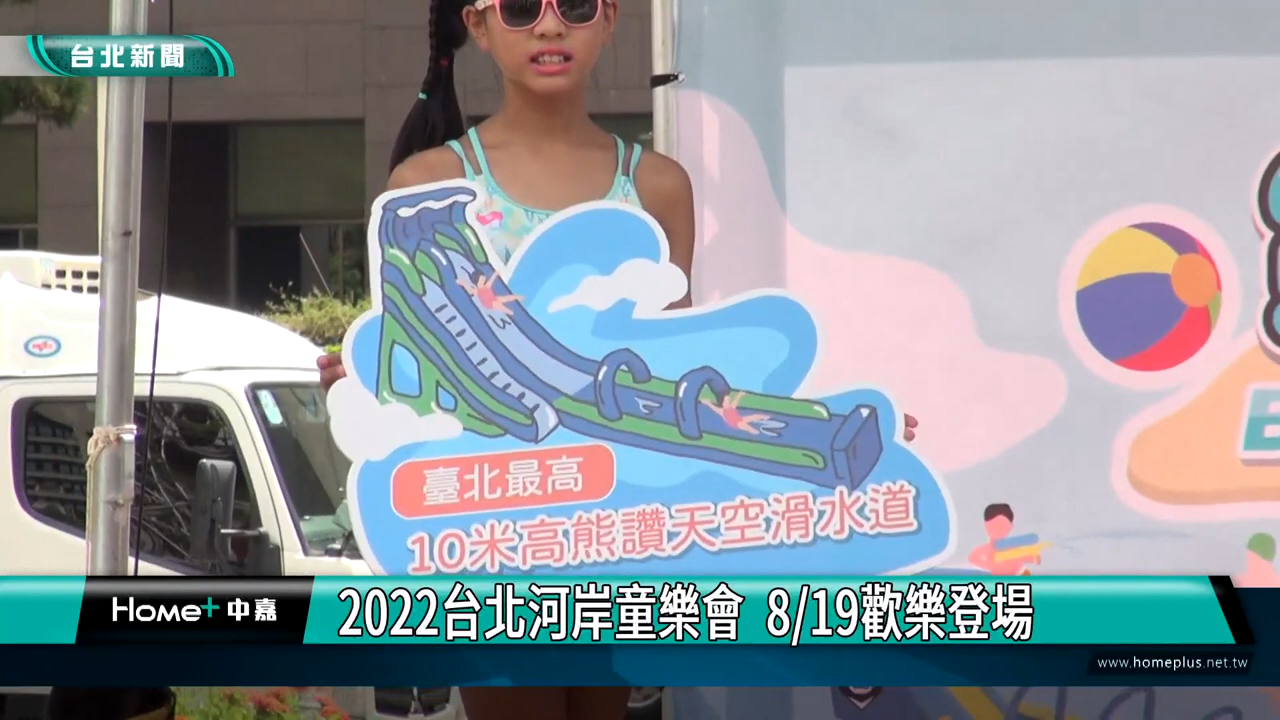 台北新聞
臺北最高
10米高熊讚天空滑水道
Home+中嘉
2022台北河岸童樂會 8/19歡樂登場
www.homeplus.net.tw